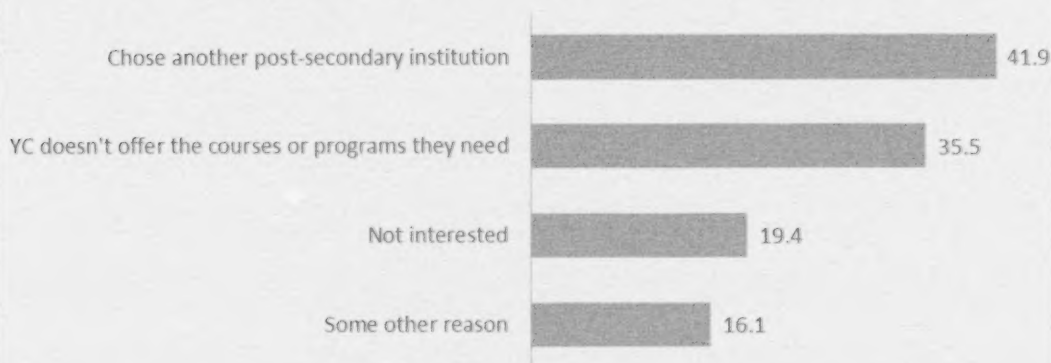 Chose another post-secondary institution 41.9
YC doesn't offer the courses or programs they need 35.5
Not interested 19.4
Some other reason 16.1